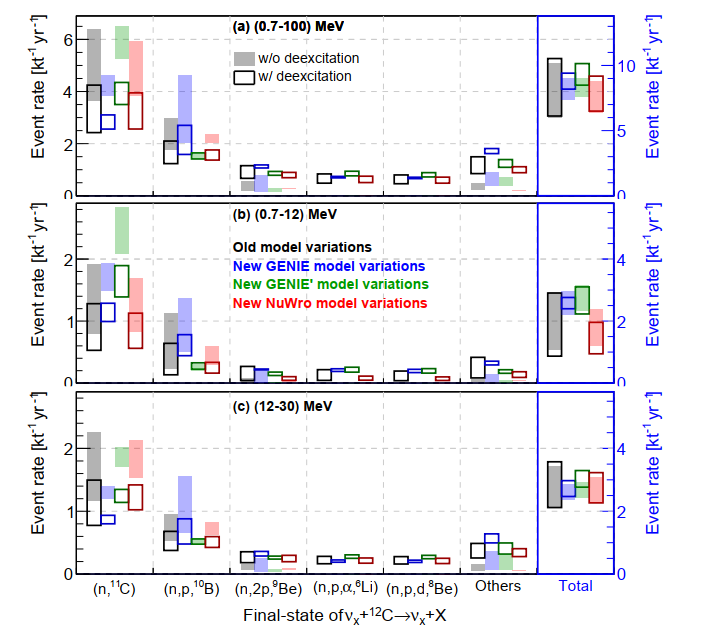 (a) (0.7-100) MeV
w/o deexcitation
w/ deexcitation
Event rate [kt⁻¹ yr⁻¹]
6
4
2
0
10
5
0
Event rate [kt⁻¹ yr⁻¹]
(b) (0.7-12) MeV
Old model variations
New GENIE model variations
New GENIE' model variations
New NuWro model variations
Event rate [kt⁻¹ yr⁻¹]
2
1
0
4
2
0
Event rate [kt⁻¹ yr⁻¹]
(c) (12-30) MeV
Event rate [kt⁻¹ yr⁻¹]
2
1
0
4
2
0
Event rate [kt⁻¹ yr⁻¹]
(n,¹¹C) (n,p,¹⁰B) (n,2p,⁹Be) (n,p,α,⁶Li) (n,p,d,⁸Be) Others Total
Final-state of νₓ+¹²C→νₓ+X